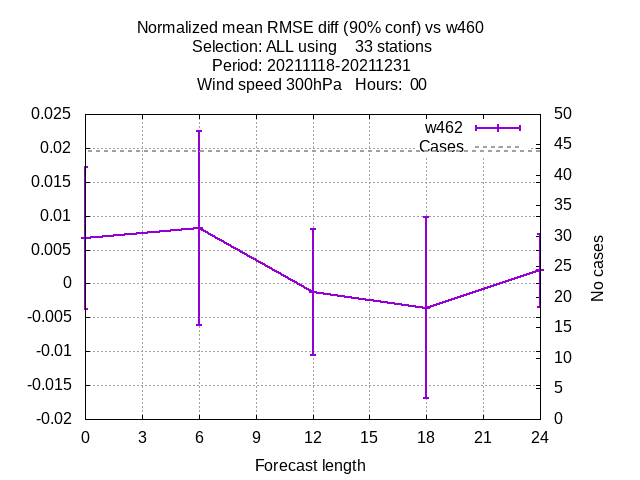 Normalized mean RMSE diff (90% conf) vs w460
Selection: ALL using 33 stations
Period: 20211118-20211231
Wind speed 300hPa Hours: 00
0.025
0.02
0.015
0.01
0.005
0
-0.005
-0.01
-0.015
-0.02
w462
Cases
50
45
40
35
30
25
20
15
10
5
0
No cases
0 3 6 9 12 15 18 21 24
Forecast length